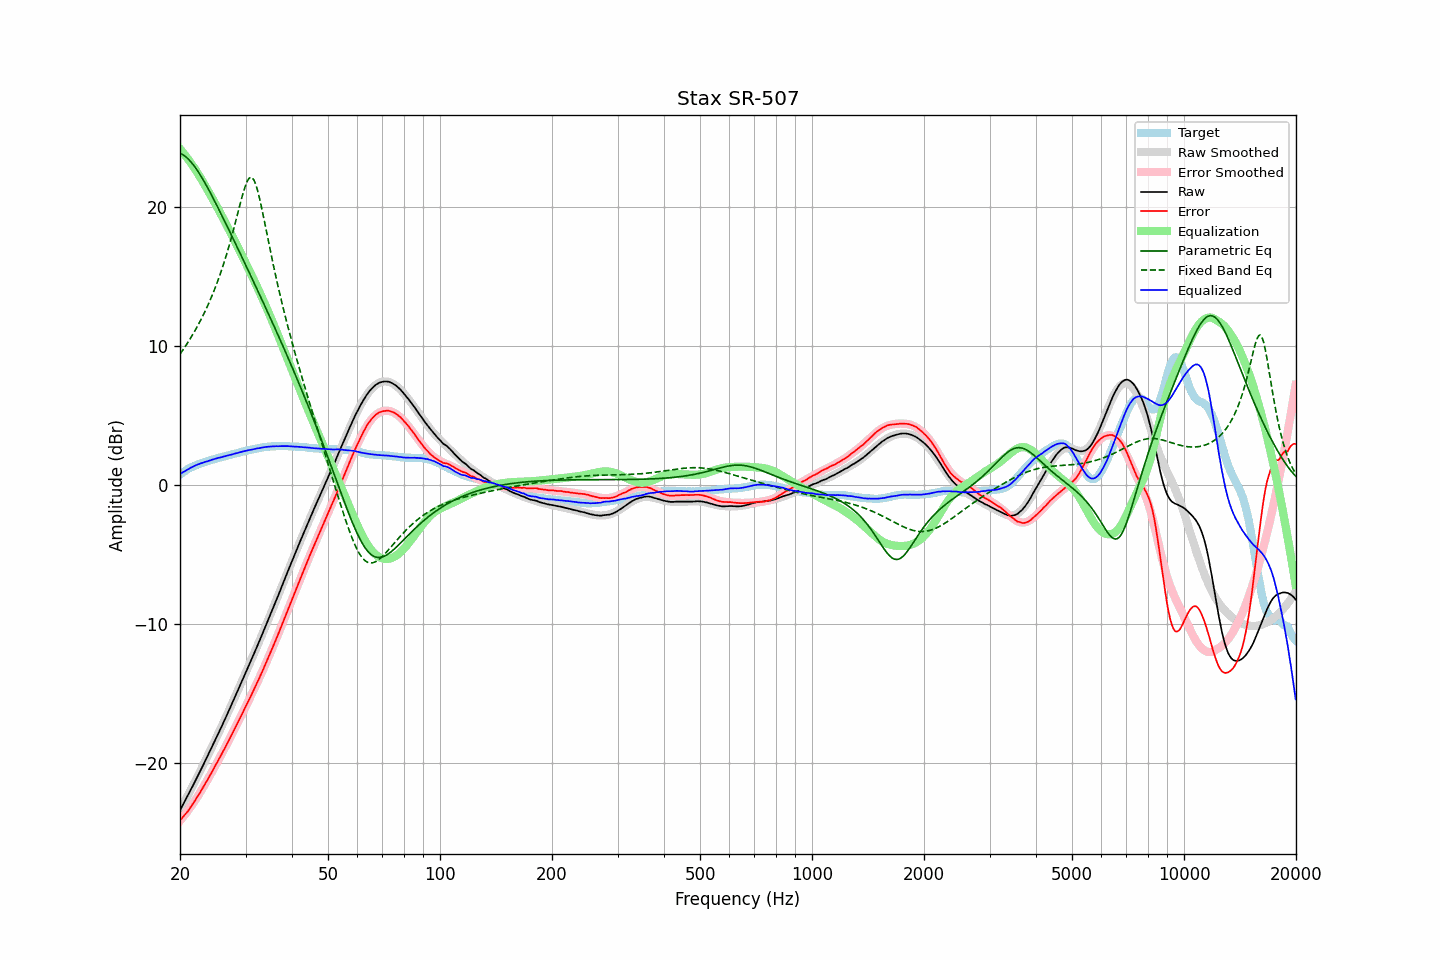 Stax SR-507
Amplitude (dBr)
20
10
0
−10
−20
Target
Raw Smoothed
Error Smoothed
Raw
Error
Equalization
Parametric Eq
Fixed Band Eq
Equalized
20 50 100 200 500 1000 2000 5000 10000 20000
Frequency (Hz)